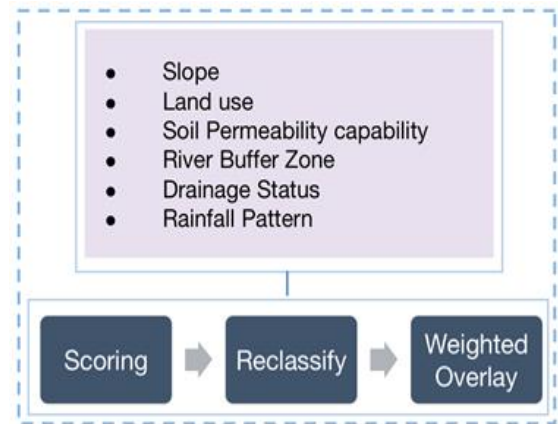 • Slope
• Land use
• Soil Permeability capability
• River Buffer Zone
• Drainage Status
• Rainfall Pattern
Scoring
Reclassify
Weighted
Overlay